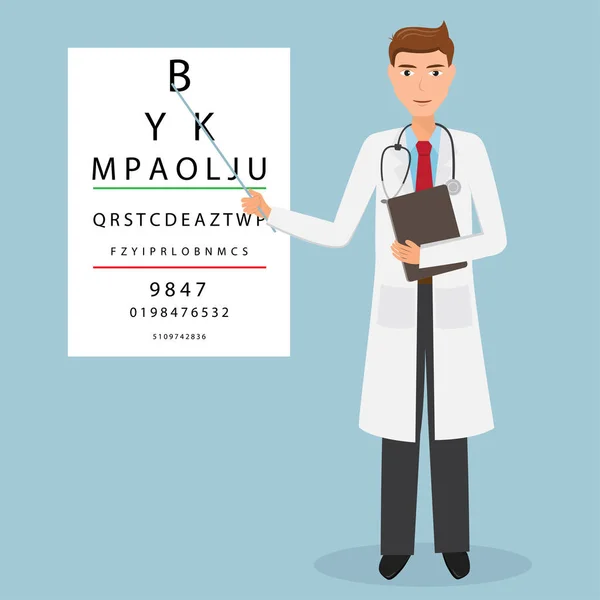 B
Y K
MPAOLJU
QRSTCDEAZTWP
FZYIPRLOBNMCS
9847
0198476532
5109742836